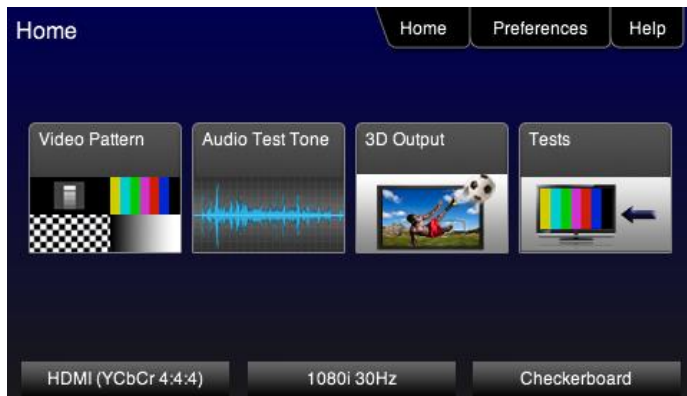 Home
Home Preferences Help
Video Pattern
Audio Test Tone
3D Output
Tests
HDMI (YCbCr 4:4:4)
1080i 30Hz
Checkerboard